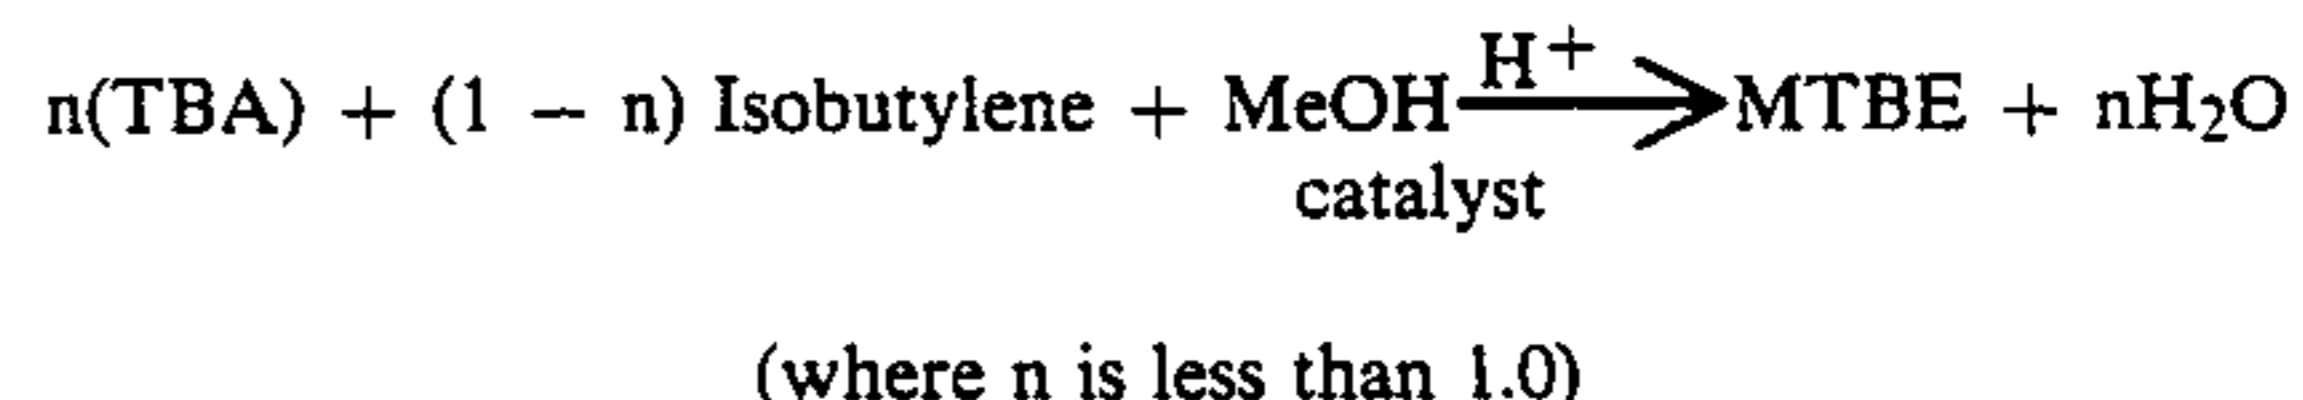 n(TBA) + (1 − n) Isobutylene + MeOH H+ MTBE + nH2O
catalyst
(where n is less than 1.0)